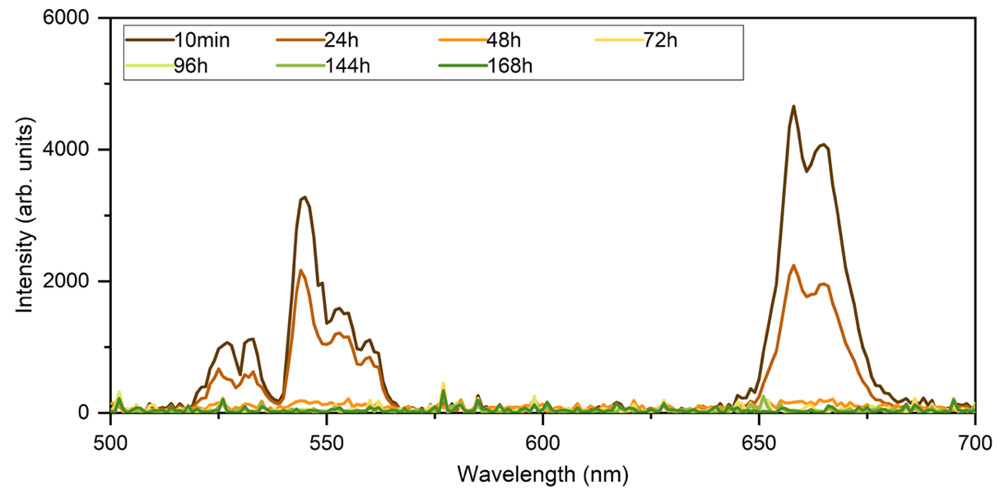 6000
10min 24h 48h 72h
96h 144h 168h
4000
2000
0
Intensity (arb. units)
500 550 600 650 700
Wavelength (nm)